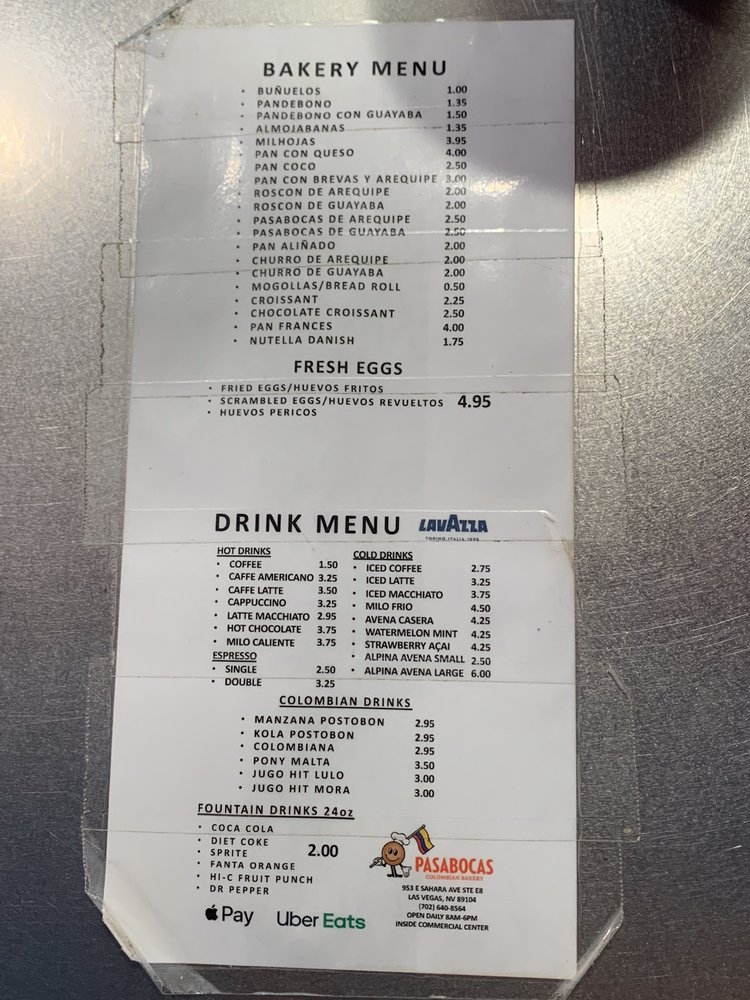 BAKERY MENU
• BUÑUELOS 1.00
• PANDEBONO 1.35
• PANDEBONO CON GUAYABA 1.50
• ALMOJABANAS 1.35
• MILHOJAS 3.95
• PAN CON QUESO 4.00
PAN COCO 2.50
PAN CON BREVAS Y AREQUIPE 3.00
• ROSCON DE AREQUIPE 2.00
• ROSCON DE GUAYABA 2.00
• PASABOCAS DE AREQUIPE 2.50
• PASABOCAS DE GUAYABA 2.50
• PAN ALIÑADO 2.00
• CHURRO DE AREQUIPE 2.00
• CHURRO DE GUAYABA 2.00
• MOGOLLAS/BREAD ROLL 0.50
• CROISSANT 2.25
• CHOCOLATE CROISSANT 2.50
• PAN FRANCES 4.00
• NUTELLA DANISH 1.75
FRESH EGGS
• FRIED EGGS/HUEVOS FRITOS
• SCRAMBLED EGGS/HUEVOS REVUELTOS 4.95
• HUEVOS PERICOS
DRINK MENU LAVAZZA
TORINO, ITALIA, 1895
HOT DRINKS
• COFFEE 1.50
• CAFFE AMERICANO 3.25
• CAFFE LATTE 3.50
• CAPPUCCINO 3.25
• LATTE MACCHIATO 2.95
• HOT CHOCOLATE 3.75
• MILO CALIENTE 3.75
ESPRESSO
• SINGLE 2.50
• DOUBLE 3.25
COLD DRINKS
• ICED COFFEE 2.75
• ICED LATTE 3.25
• ICED MACCHIATO 3.75
• MILO FRIO 4.50
• AVENA CASERA 4.25
• WATERMELON MINT 4.25
• STRAWBERRY AÇAI 4.25
• ALPINA AVENA SMALL 2.50
• ALPINA AVENA LARGE 6.00
COLOMBIAN DRINKS
• MANZANA POSTOBON 2.95
• KOLA POSTOBON 2.95
• COLOMBIANA 2.95
• PONY MALTA 3.50
• JUGO HIT LULO 3.00
• JUGO HIT MORA 3.00
FOUNTAIN DRINKS 24oz
• COCA COLA
• DIET COKE
• SPRITE 2.00
• FANTA ORANGE
• HI-C FRUIT PUNCH
• DR PEPPER
Pay Uber Eats
PASABOCAS
COLOMBIAN BAKERY
953 E SAHARA AVE STE E8
LAS VEGAS, NV 89104
(702) 640-8564
OPEN DAILY 8AM-6PM
INSIDE COMMERCIAL CENTER